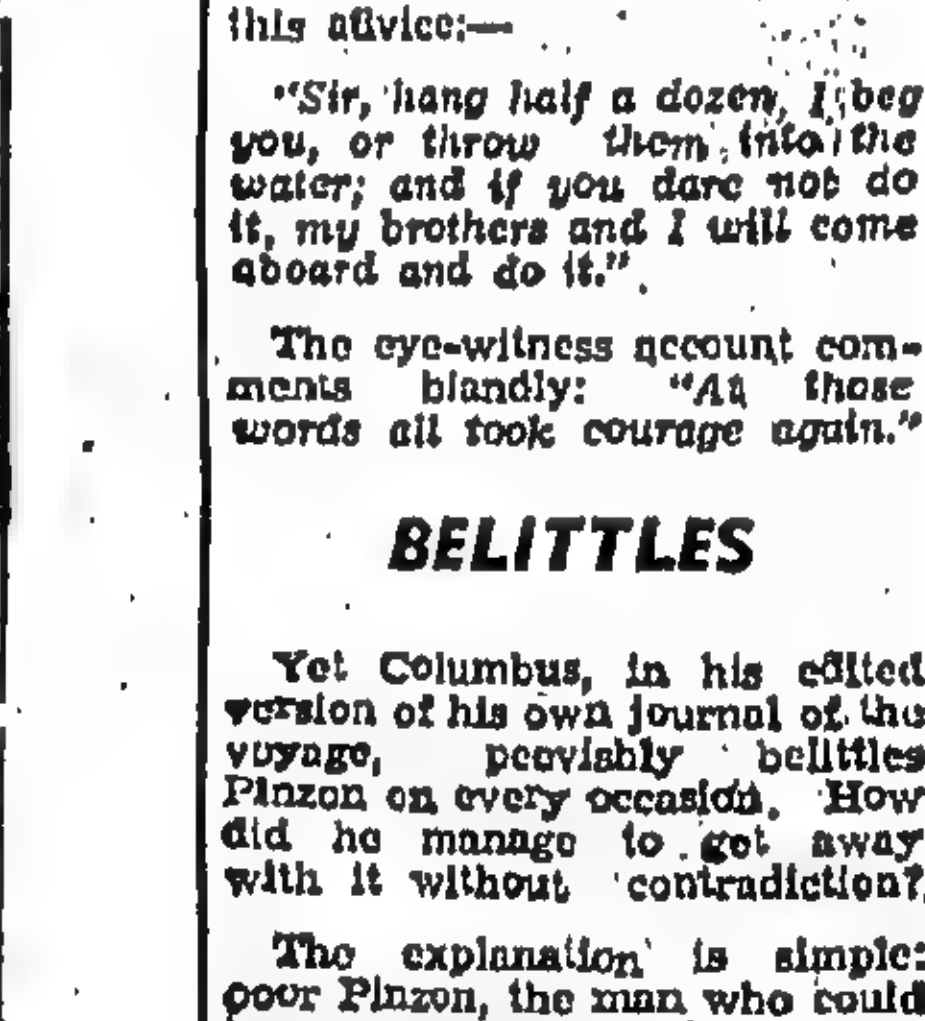 this advice:—
"Sir, hang half a dozen, I beg
you, or throw them into the
water; and if you dare not do
it, my brothers and I will come
aboard and do it."
The eye-witness account com-
ments blandly: "At those
words all took courage again."
BELITTLES
Yet Columbus, in his edited
version of his own journal of the
voyage, peevishly belittles
Pinzon on every occasion. How
did he manage to get away
with it without contradiction?
The explanation is simple:
poor Pinzon, the man who could